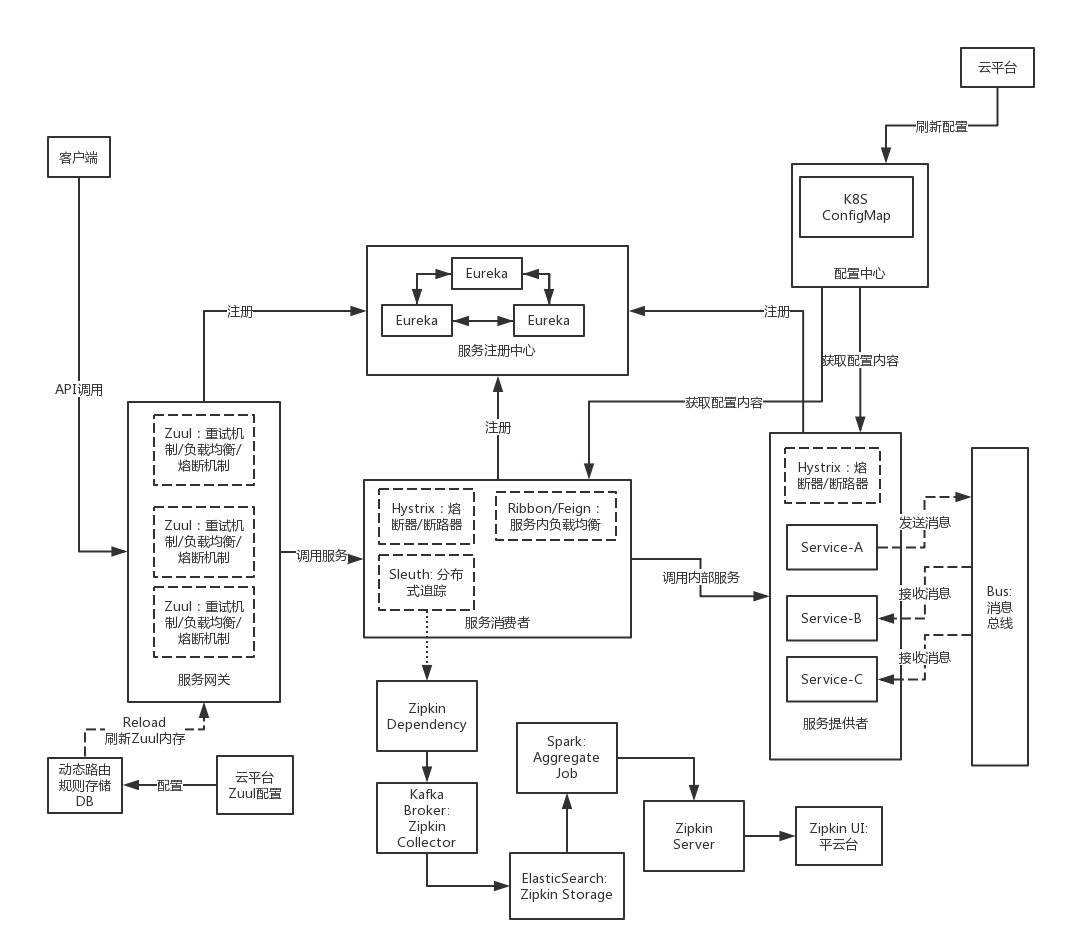 云平台
刷新配置
客户端
K8S
ConfigMap
配置中心
Eureka
Eureka
Eureka
服务注册中心
注册
注册
注册
获取配置内容
获取配置内容
API调用
Zuul：重试机
制/负载均衡/
熔断机制
Zuul：重试机
制/负载均衡/
熔断机制
Zuul：重试机
制/负载均衡/
熔断机制
服务网关
调用服务
Hystrix：熔
断器/断路器
Ribbon/Feign：
服务内负载均衡
Sleuth: 分布
式追踪
服务消费者
调用内部服务
Hystrix：熔
断器/断路器
Service-A
Service-B
Service-C
服务提供者
发送消息
接收消息
接收消息
Bus:
消息
总线
Reload
刷新Zuul内存
动态路由
规则存储
DB
配置
云平台
Zuul配置
Zipkin
Dependency
Kafka
Broker:
Zipkin
Collector
ElasticSearch:
Zipkin Storage
Spark:
Aggregate
Job
Zipkin
Server
Zipkin UI:
平云台